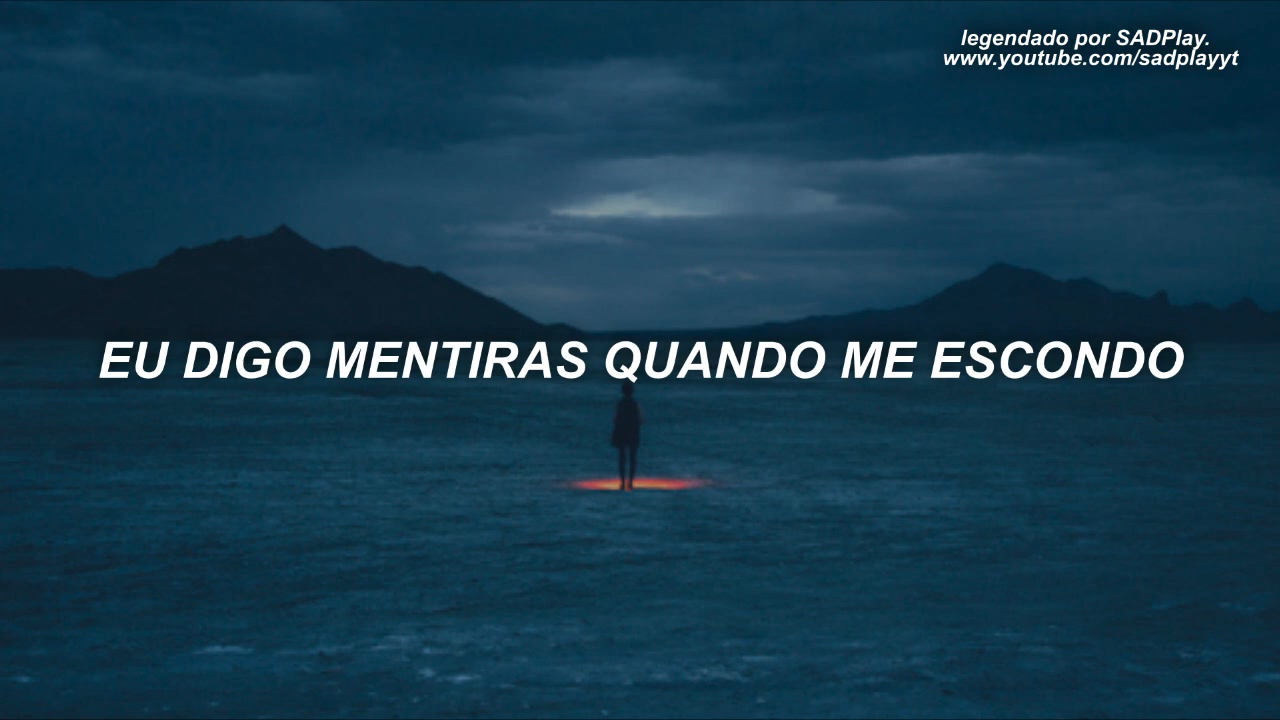 legendado por SADPlay.
www.youtube.com/sadplayyt
EU DIGO MENTIRAS QUANDO ME ESCONDO